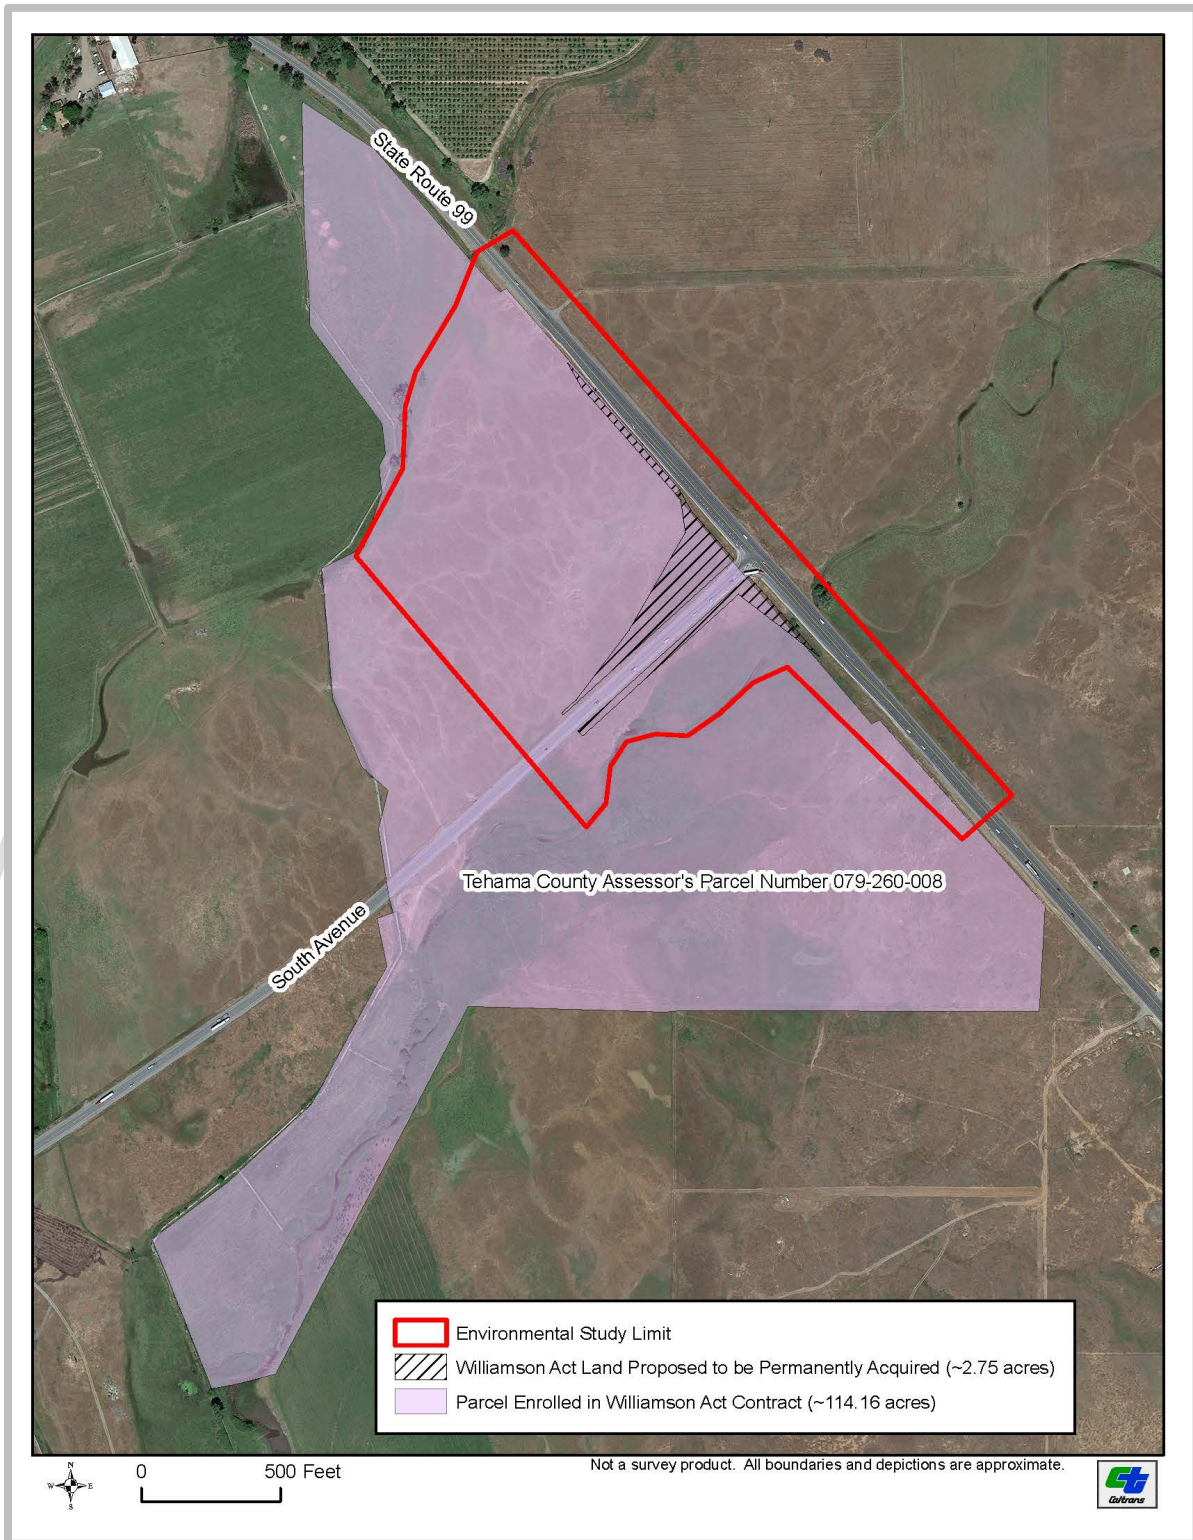 State Route 99
Tehama County Assessor's Parcel Number 079-260-008
South Avenue
Environmental Study Limit
Williamson Act Land Proposed to be Permanently Acquired (~2.75 acres)
Parcel Enrolled in Williamson Act Contract (~114.16 acres)
N
W E
S
0 500 Feet
Not a survey product. All boundaries and depictions are approximate.
ct
Caltrans